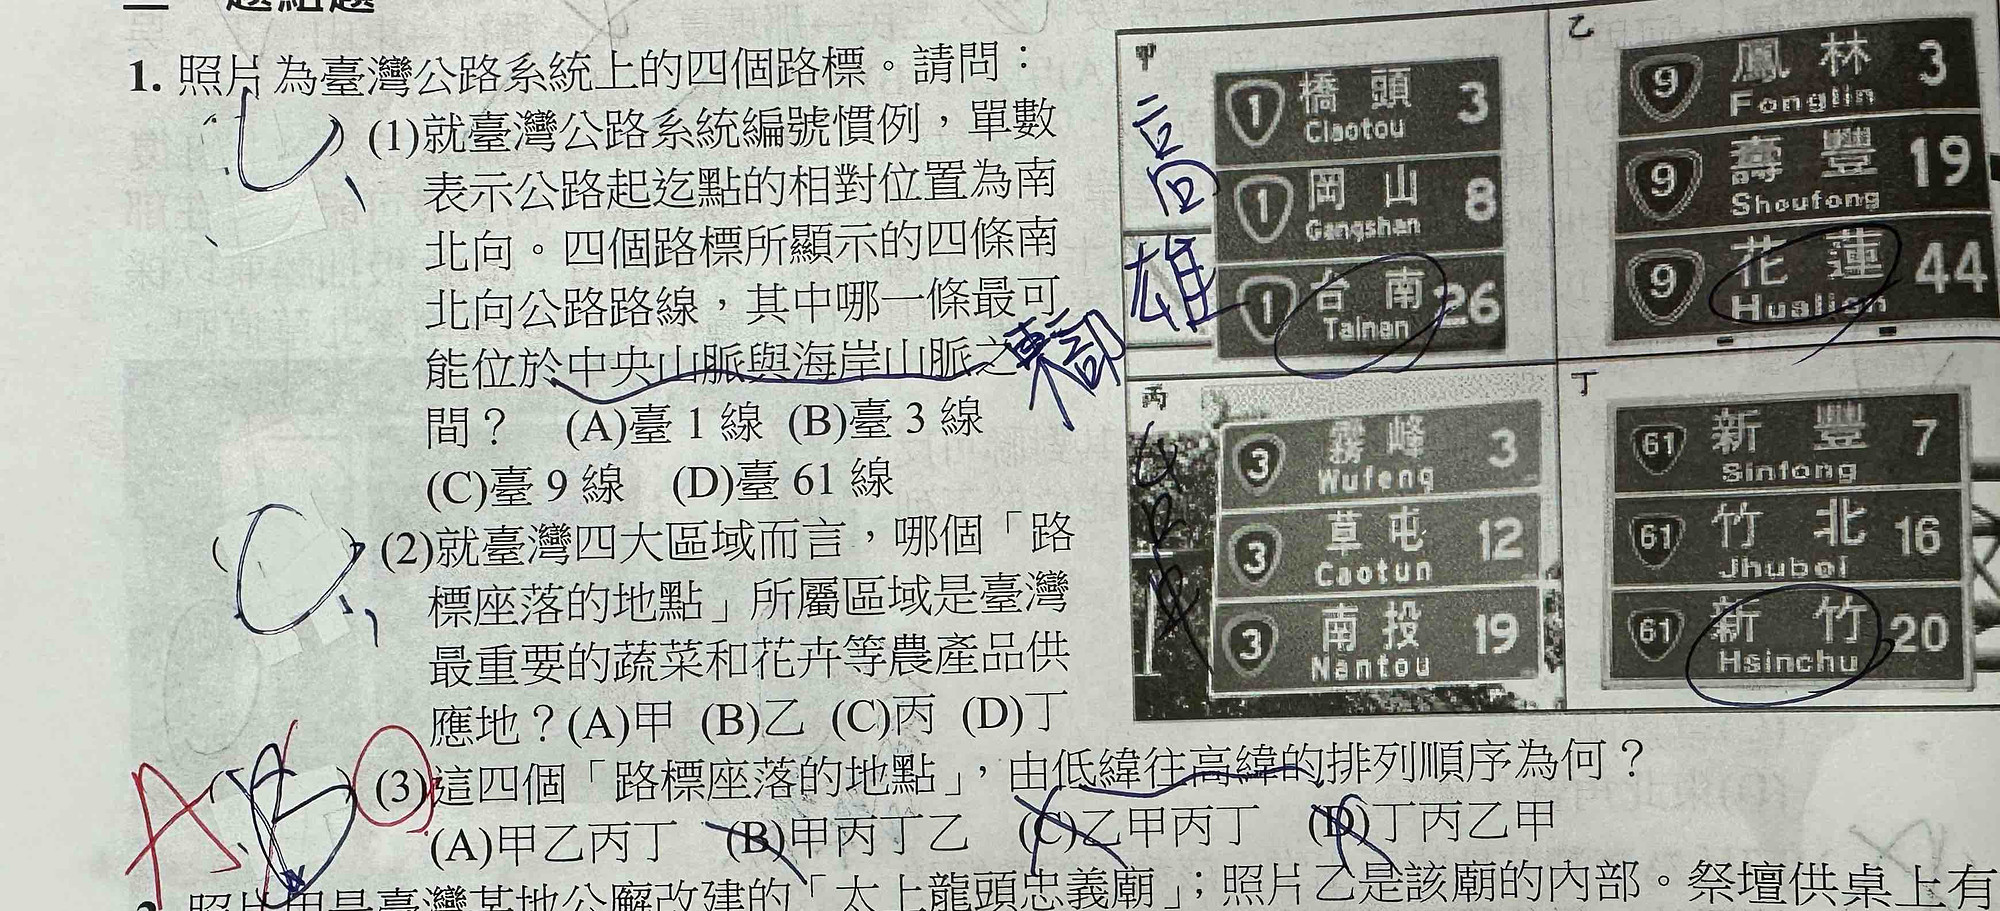 二 題組題
1. 照片為臺灣公路系統上的四個路標。請問：
C (1)就臺灣公路系統編號慣例，單數
表示公路起迄點的相對位置為南
北向。四個路標所顯示的四條南
北向公路路線，其中哪一條最可
能位於中央山脈與海岸山脈之
東部
間？ (A)臺 1 線 (B)臺 3 線
(C)臺 9 線 (D)臺 61 線
C (2)就臺灣四大區域而言，哪個「路
標座落的地點」所屬區域是臺灣
最重要的蔬菜和花卉等農產品供
應地？(A)甲 (B)乙 (C)丙 (D)丁
A (3)這四個「路標座落的地點」，由低緯往高緯的排列順序為何？
(A)甲乙丙丁 (B)甲丙丁乙 (C)乙甲丙丁 (D)丁丙乙甲
照片甲是臺灣某地公廨改建的「太上龍頭忠義廟」；照片乙是該廟的內部。祭壇供桌上有
甲
高雄
1 橋頭 3
Ciaotou
1 岡山 8
Gangshan
1 台南 26
Tainan
乙
9 鳳林 3
Fonglin
9 壽豐 19
Shoufong
9 花蓮 44
Hualien
丙
3 霧峰 3
Wufeng
3 草屯 12
Caotun
3 南投 19
Nantou
丁
61 新豐 7
Sinfong
61 竹北 16
Jhubei
61 新竹 20
Hsinchu